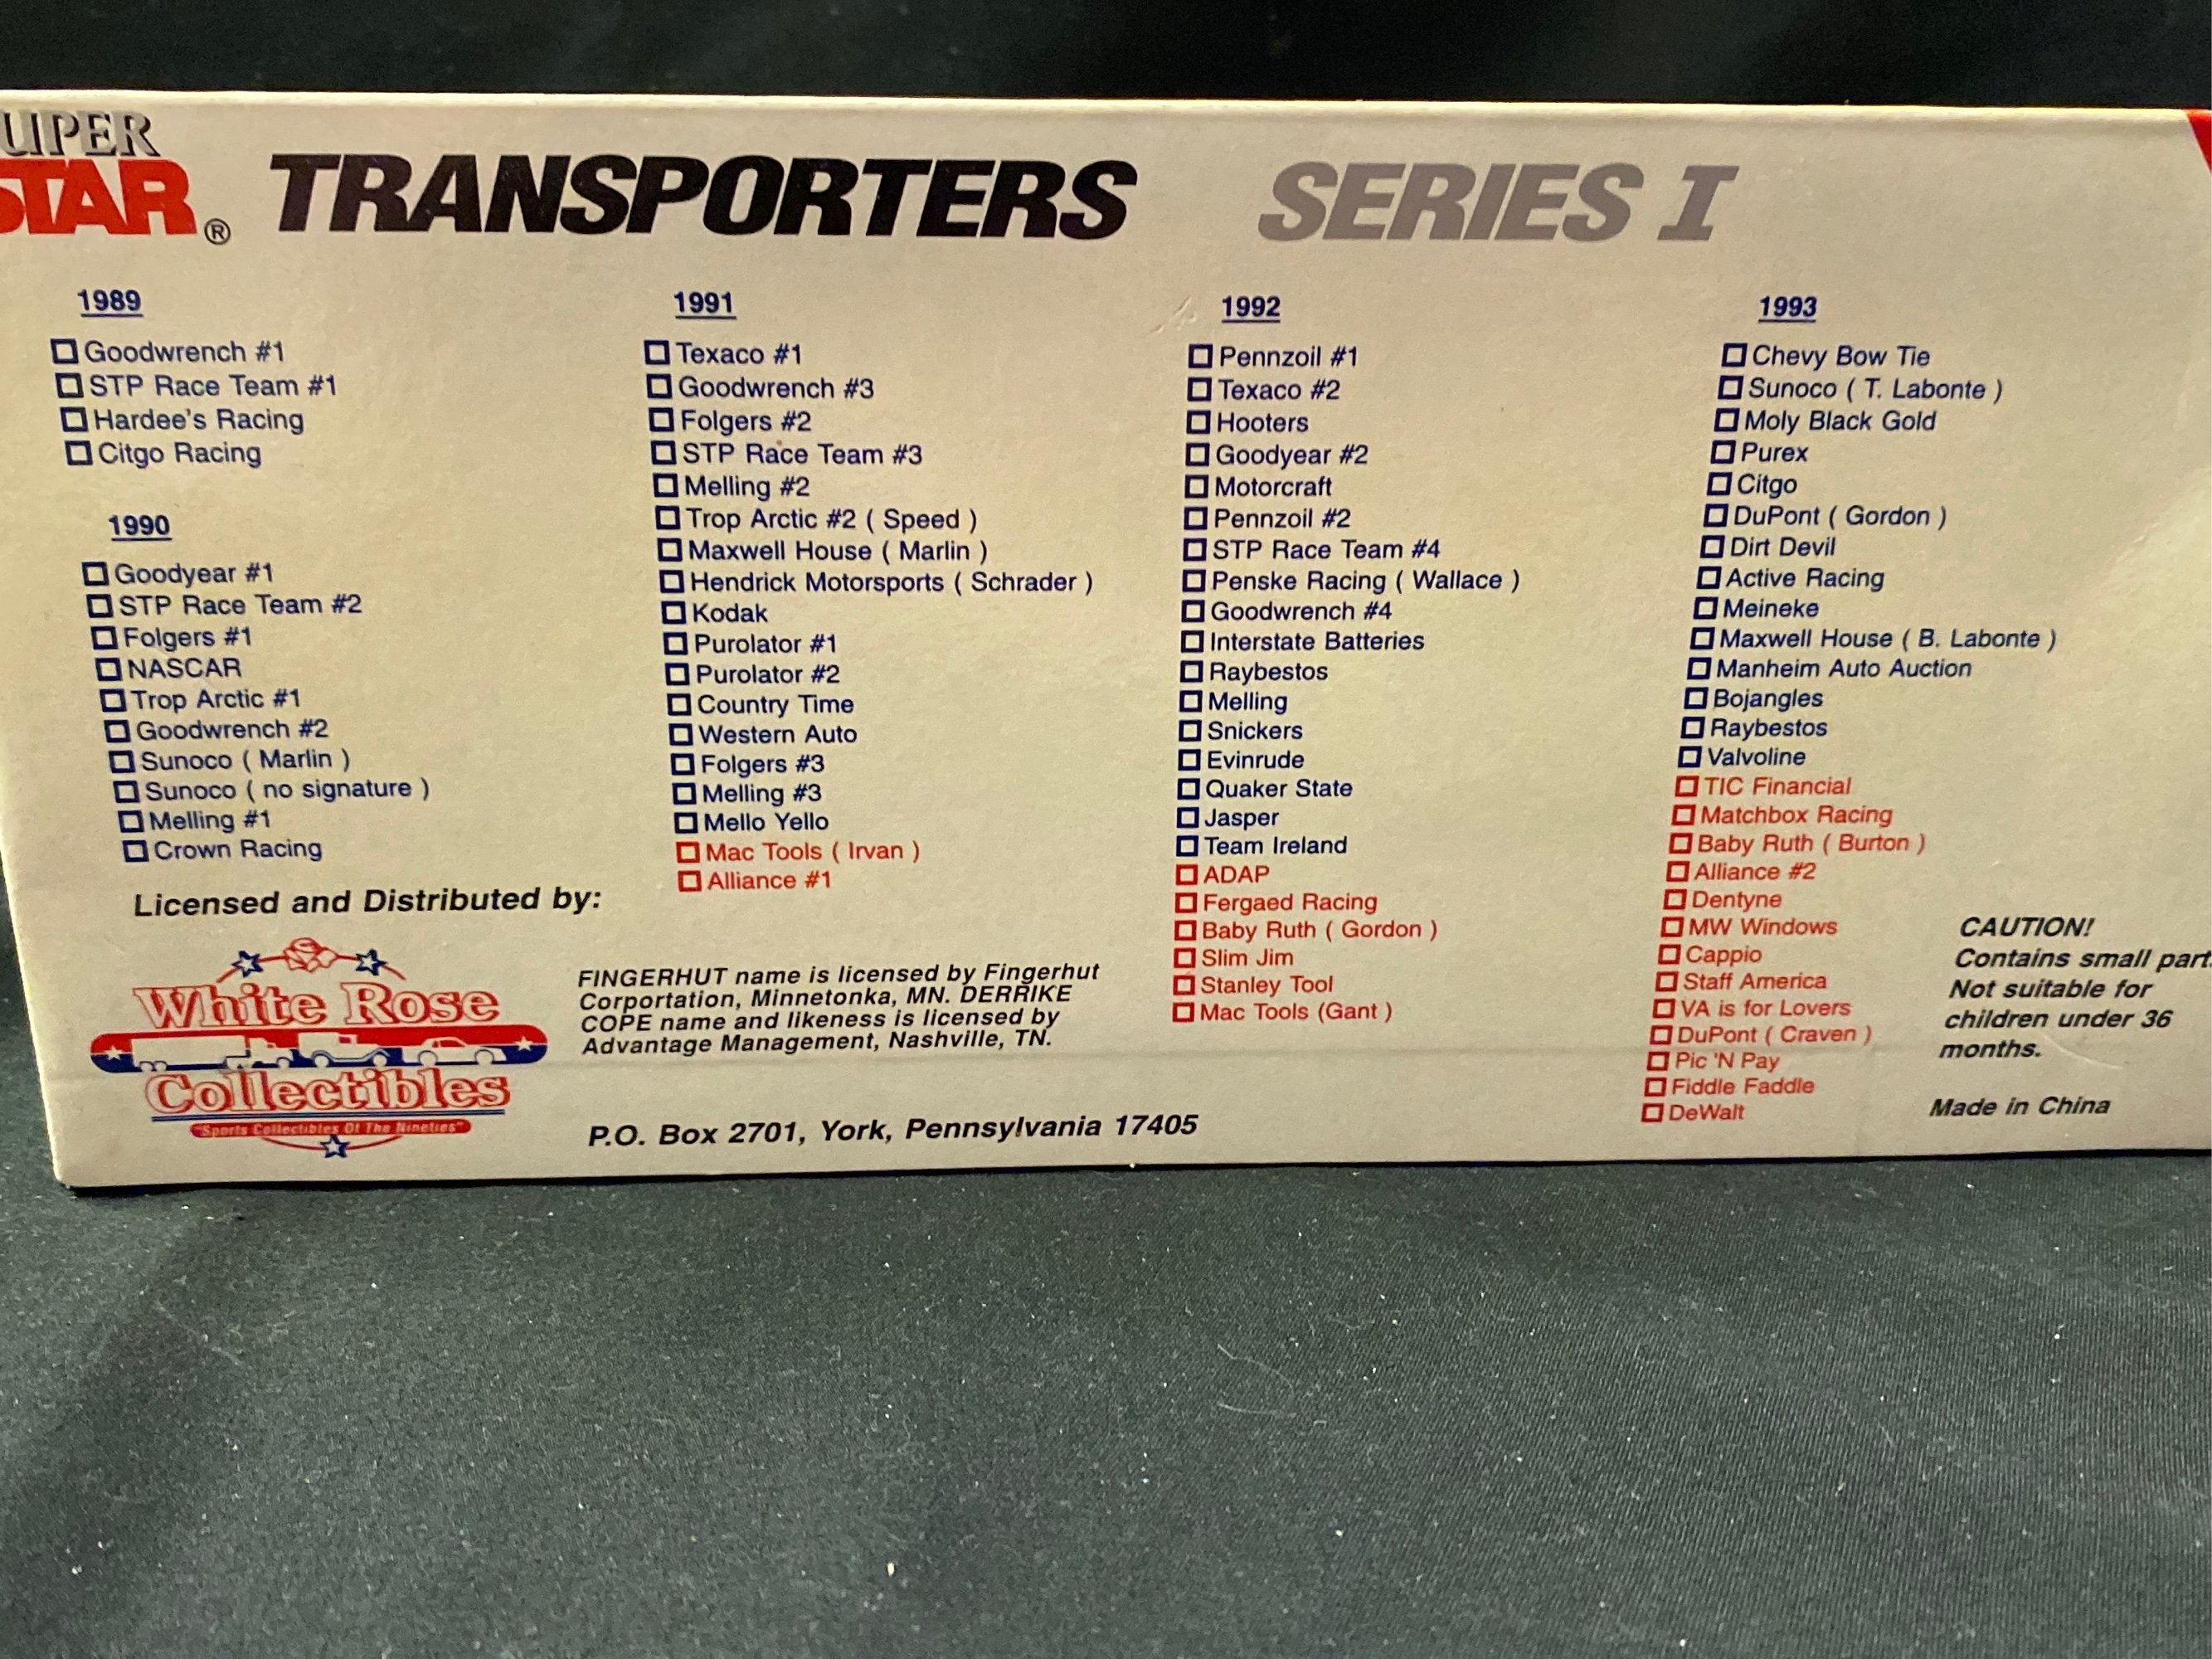 UPER
STAR®
TRANSPORTERS SERIES I
1989
Goodwrench #1
STP Race Team #1
Hardee's Racing
Citgo Racing
1990
Goodyear #1
STP Race Team #2
Folgers #1
NASCAR
Trop Arctic #1
Goodwrench #2
Sunoco ( Marlin )
Sunoco ( no signature )
Melling #1
Crown Racing
1991
Texaco #1
Goodwrench #3
Folgers #2
STP Race Team #3
Melling #2
Trop Arctic #2 ( Speed )
Maxwell House ( Marlin )
Hendrick Motorsports ( Schrader )
Kodak
Purolator #1
Purolator #2
Country Time
Western Auto
Folgers #3
Melling #3
Mello Yello
Mac Tools ( Irvan )
Alliance #1
1992
Pennzoil #1
Texaco #2
Hooters
Goodyear #2
Motorcraft
Pennzoil #2
STP Race Team #4
Penske Racing ( Wallace )
Goodwrench #4
Interstate Batteries
Raybestos
Melling
Snickers
Evinrude
Quaker State
Jasper
Team Ireland
ADAP
Fergaed Racing
Baby Ruth ( Gordon )
Slim Jim
Stanley Tool
Mac Tools (Gant )
1993
Chevy Bow Tie
Sunoco ( T. Labonte )
Moly Black Gold
Purex
Citgo
DuPont ( Gordon )
Dirt Devil
Active Racing
Meineke
Maxwell House ( B. Labonte )
Manheim Auto Auction
Bojangles
Raybestos
Valvoline
TIC Financial
Matchbox Racing
Baby Ruth ( Burton )
Alliance #2
Dentyne
MW Windows
Cappio
Staff America
VA is for Lovers
DuPont ( Craven )
Pic 'N Pay
Fiddle Faddle
DeWalt
Licensed and Distributed by:
White Rose
Collectibles
"Sports Collectibles Of The Nineties"
FINGERHUT name is licensed by Fingerhut
Corportation, Minnetonka, MN. DERRIKE
COPE name and likeness is licensed by
Advantage Management, Nashville, TN.
P.O. Box 2701, York, Pennsylvania 17405
CAUTION!
Contains small part
Not suitable for
children under 36
months.
Made in China